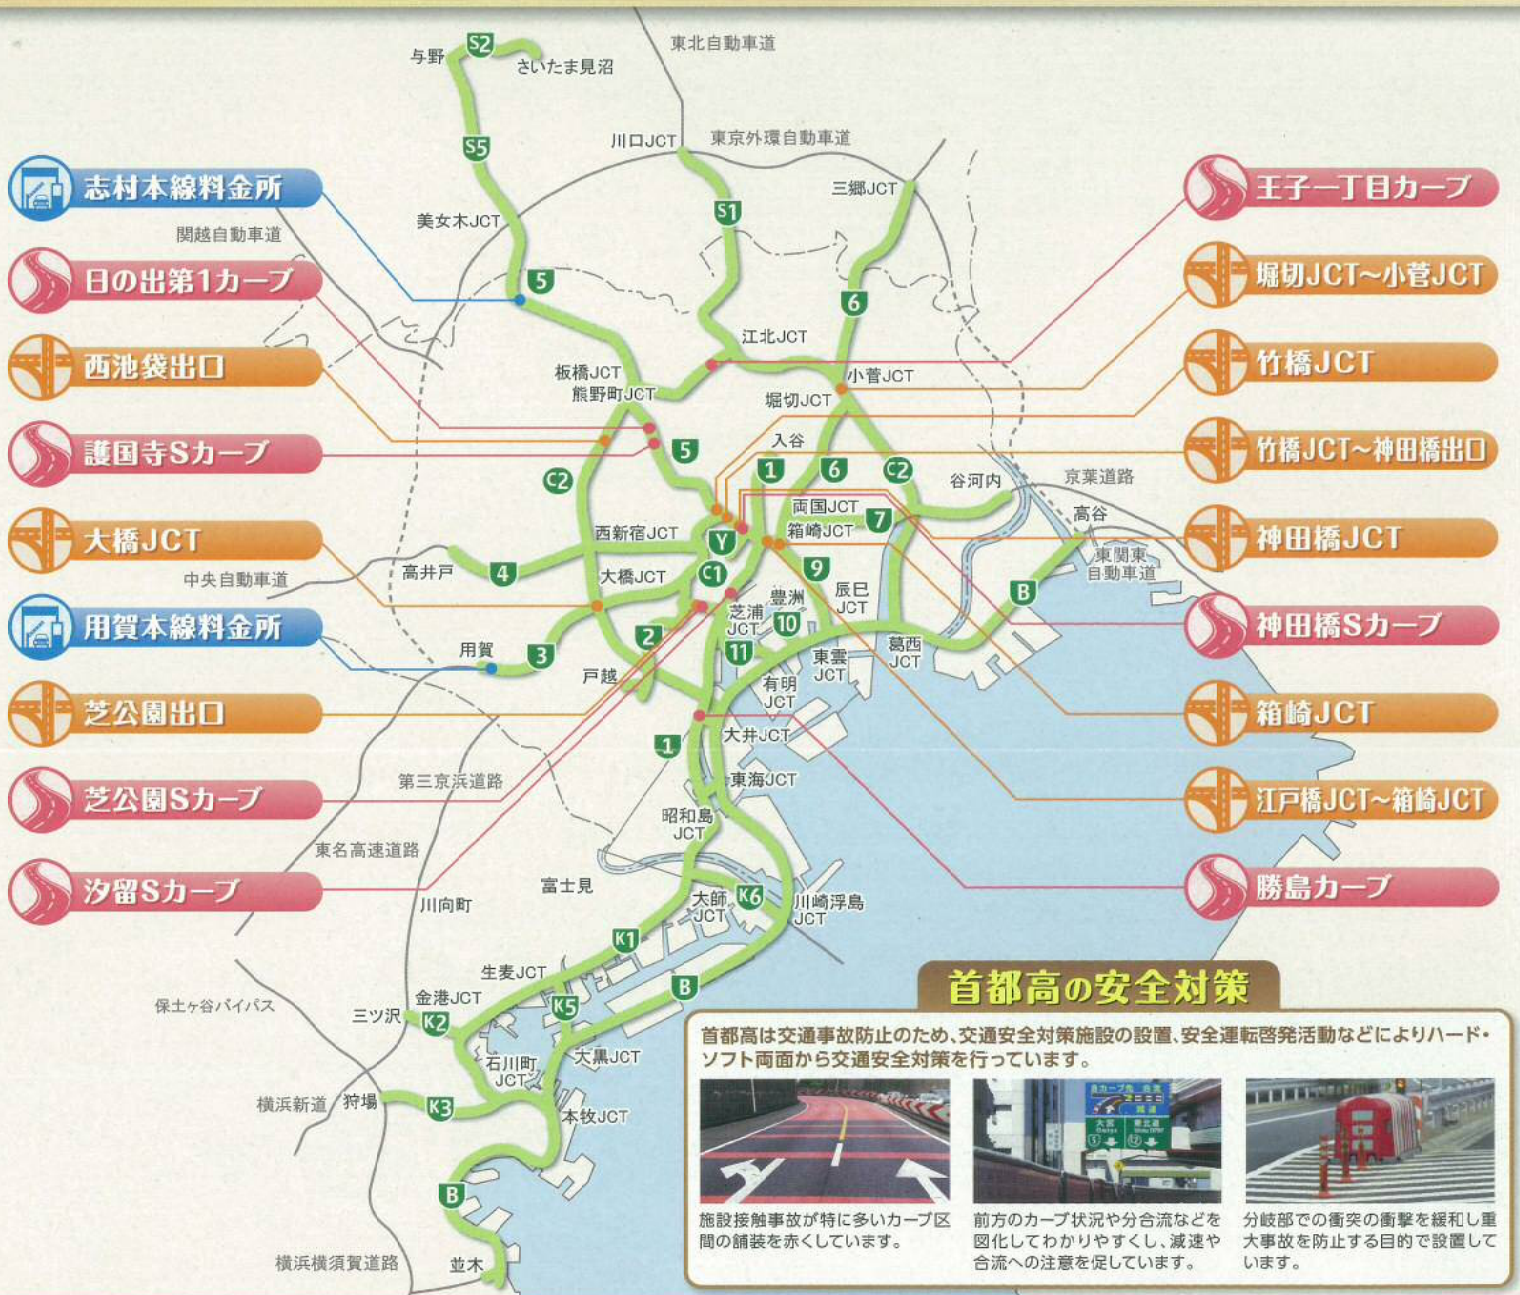 志村本線料金所
日の出第1カーブ
西池袋出口
護国寺Sカーブ
大橋JCT
用賀本線料金所
芝公園出口
芝公園Sカーブ
汐留Sカーブ
王子一丁目カーブ
堀切JCT～小菅JCT
竹橋JCT
竹橋JCT～神田橋出口
神田橋JCT
神田橋Sカーブ
箱崎JCT
江戸橋JCT～箱崎JCT
勝島カーブ
与野
S2
さいたま見沼
東北自動車道
S5
川口JCT
東京外環自動車道
三郷JCT
S1
美女木JCT
関越自動車道
5
6
江北JCT
板橋JCT
熊野町JCT
小菅JCT
堀切JCT
入谷
5
1
6
C2
C2
谷河内
京葉道路
高谷
両国JCT
7
西新宿JCT
箱崎JCT
Y
東関東
自動車道
高井戸
4
中央自動車道
大橋JCT
C1
9
B
豊洲
辰巳
JCT
芝浦
JCT
10
2
用賀
3
11
東雲
JCT
葛西
JCT
戸越
有明
JCT
1
大井JCT
第三京浜道路
東海JCT
昭和島
JCT
東名高速道路
富士見
川向町
大師
JCT
K6
川崎浮島
JCT
K1
生麦JCT
B
保土ヶ谷バイパス
金港JCT
三ツ沢
K2
K5
石川町
JCT
大黒JCT
横浜新道
狩場
K3
本牧JCT
B
横浜横須賀道路
並木
首都高の安全対策
首都高は交通事故防止のため、交通安全対策施設の設置、安全運転啓発活動などによりハード・
ソフト両面から交通安全対策を行っています。
大宮
東北道
施設接触事故が特に多いカーブ区
間の舗装を赤くしています。
前方のカーブ状況や分合流などを
図化してわかりやすくし、減速や
合流への注意を促しています。
分岐部での衝突の衝撃を緩和し重
大事故を防止する目的で設置して
います。